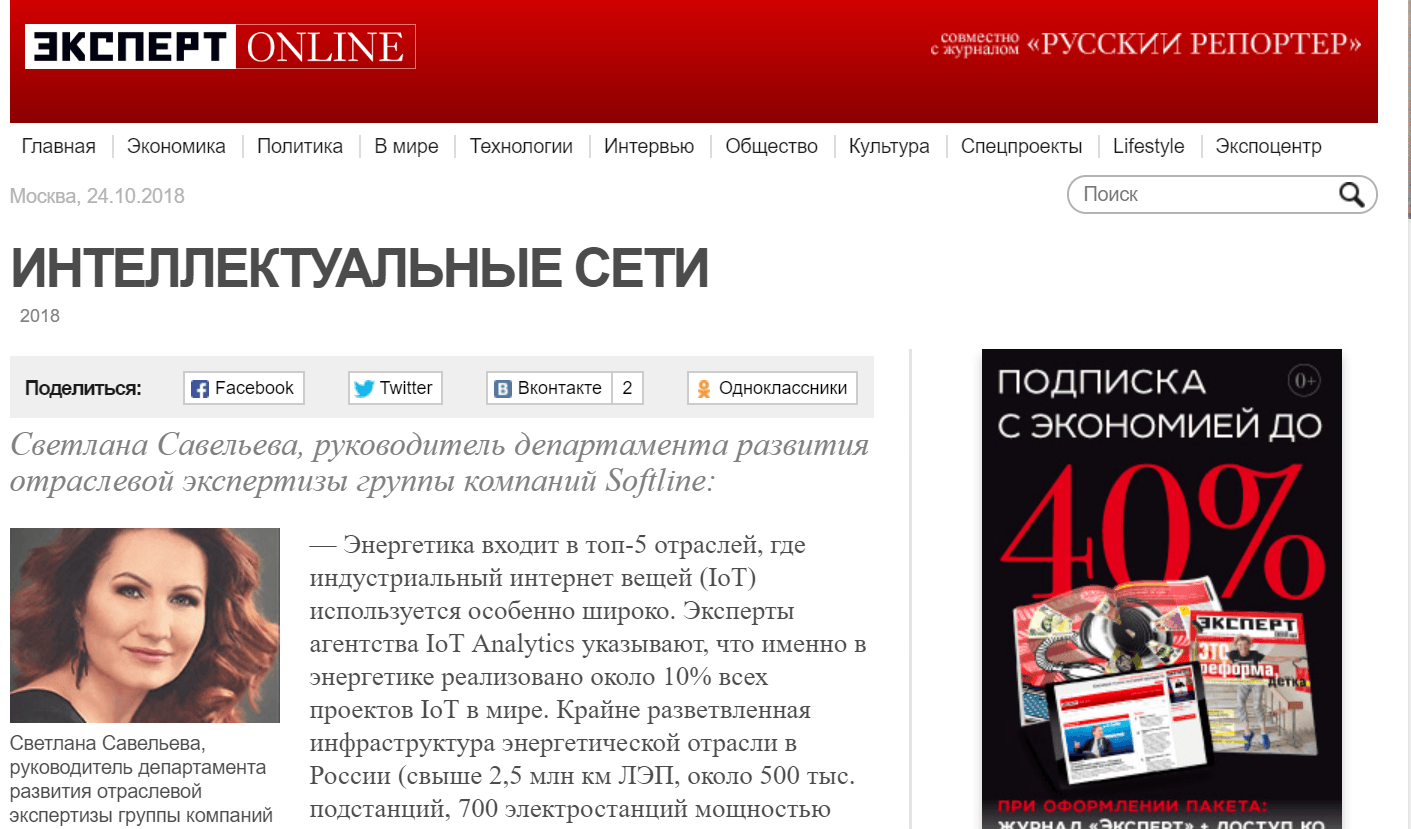 ЭКСПЕРТ ONLINE
совместно
с журналом «РУССКИЙ РЕПОРТЕР»
Главная Экономика Политика В мире Технологии Интервью Общество Культура Спецпроекты Lifestyle Экспоцентр
Москва, 24.10.2018
Поиск
ИНТЕЛЛЕКТУАЛЬНЫЕ СЕТИ
2018
Поделиться: Facebook Twitter Вконтакте 2 Одноклассники
Светлана Савельева, руководитель департамента развития
отраслевой экспертизы группы компаний Softline:
— Энергетика входит в топ-5 отраслей, где
индустриальный интернет вещей (IoT)
используется особенно широко. Эксперты
агентства IoT Analytics указывают, что именно в
энергетике реализовано около 10% всех
проектов IoT в мире. Крайне разветвленная
инфраструктура энергетической отрасли в
России (свыше 2,5 млн км ЛЭП, около 500 тыс.
подстанций, 700 электростанций мощностью
Светлана Савельева,
руководитель департамента
развития отраслевой
экспертизы группы компаний
ПОДПИСКА
0+
С ЭКОНОМИЕЙ ДО
40%
ЭКСПЕРТ
ЭТО
реформа,
детка
ПРИ ОФОРМЛЕНИИ ПАКЕТА:
ЖУРНАЛ «ЭКСПЕРТ» + ДОСТУП КО